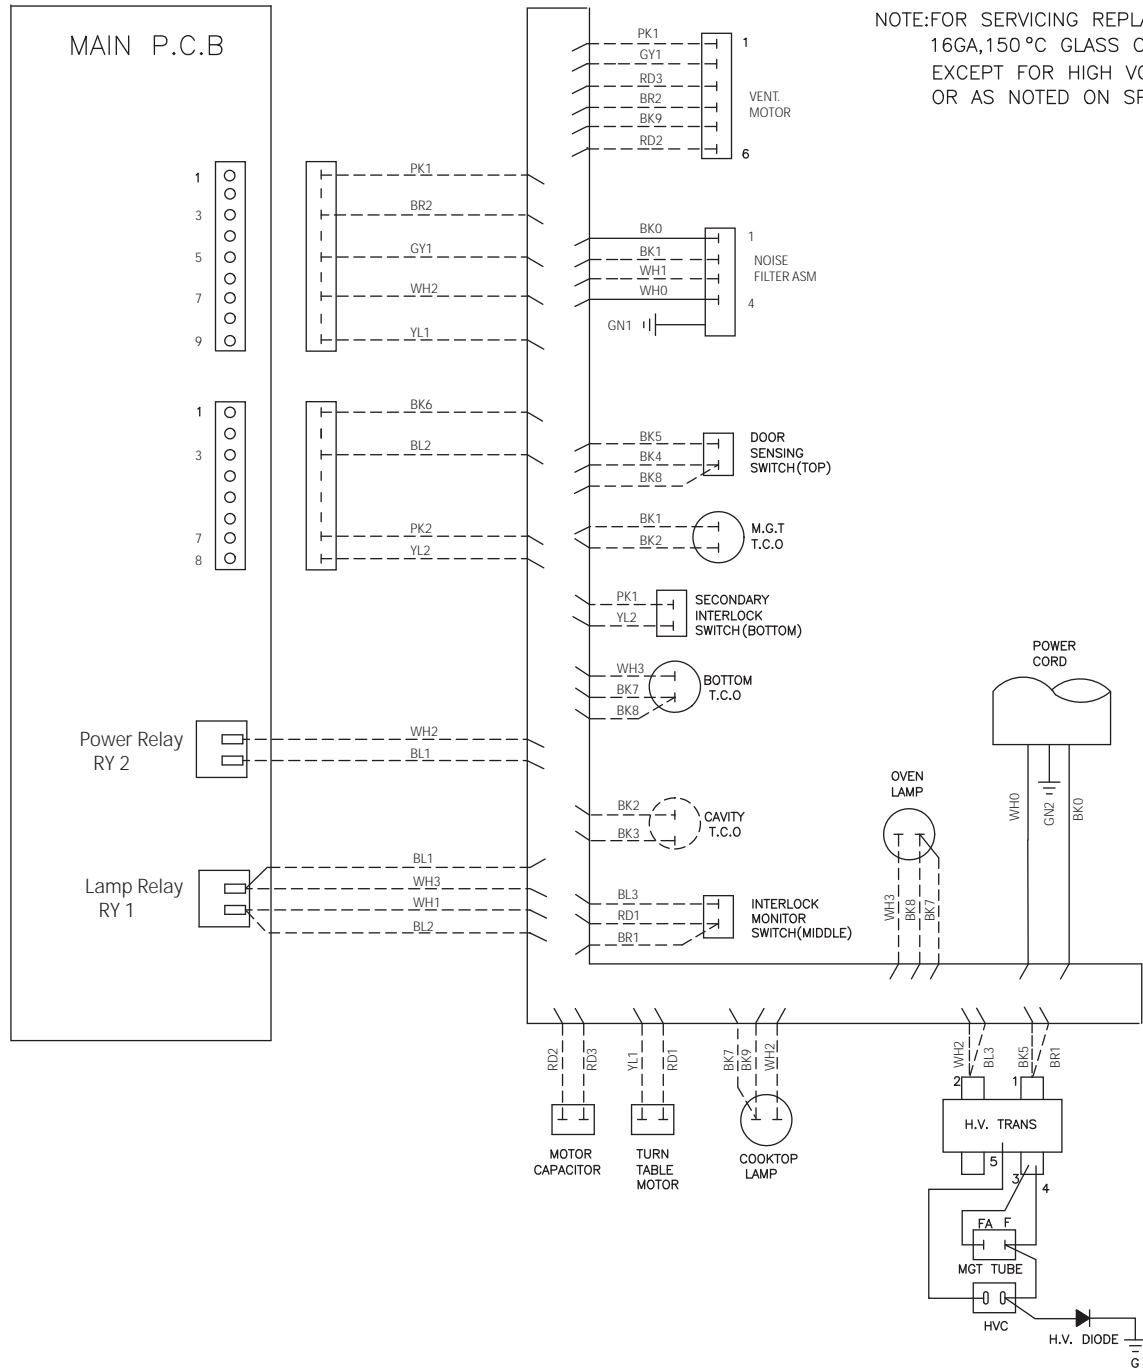 NOTE:FOR SERVICING
16GA,150°C GLASS
EXCEPT FOR HIGH
OR AS NOTED ON
MAIN P.C.B
PK1
GY1
RD3
BR2
BK9
RD2
1
6
VENT.
MOTOR
1
3
5
7
9
PK1
BR2
GY1
WH2
YL1
BK0
BK1
WH1
WH0
GN1
1
4
NOISE
FILTER ASM
1
3
7
8
BK6
BL2
PK2
YL2
BK5
BK4
BK8
DOOR
SENSING
SWITCH(TOP)
BK1
BK2
M.G.T
T.C.O
PK1
YL2
SECONDARY
INTERLOCK
SWITCH(BOTTOM)
WH3
BK7
BK8
BOTTOM
T.C.O
POWER
CORD
WH0
GN2
BK0
Power Relay
RY 2
WH2
BL1
BK2
BK3
CAVITY
T.C.O
OVEN
LAMP
WH3
BK8
BK7
Lamp Relay
RY 1
BL1
WH3
WH1
BL2
BL3
RD1
BR1
INTERLOCK
MONITOR
SWITCH(MIDDLE)
RD2
RD3
MOTOR
CAPACITOR
YL1
RD1
TURN
TABLE
MOTOR
BK7
BK9
WH2
COOKTOP
LAMP
WH2
BL3
BK5
BR1
2
1
H.V. TRANS
5
3
4
FA F
MGT TUBE
HVC
H.V. DIODE
G